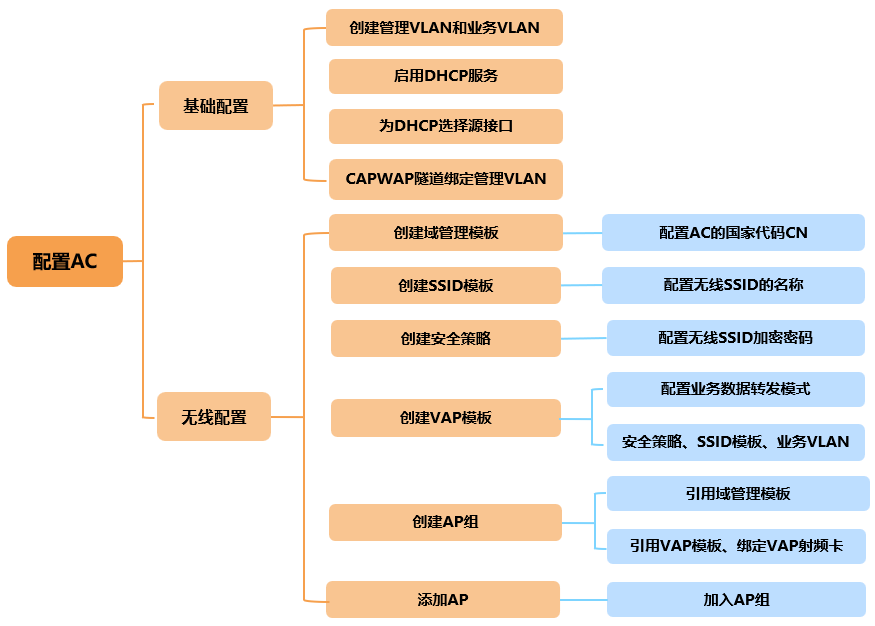 配置AC
基础配置
创建管理VLAN和业务VLAN
启用DHCP服务
为DHCP选择源接口
CAPWAP隧道绑定管理VLAN
无线配置
创建域管理模板
配置AC的国家代码CN
创建SSID模板
配置无线SSID的名称
创建安全策略
配置无线SSID加密密码
创建VAP模板
配置业务数据转发模式
安全策略、SSID模板、业务VLAN
创建AP组
引用域管理模板
引用VAP模板、绑定VAP射频卡
添加AP
加入AP组